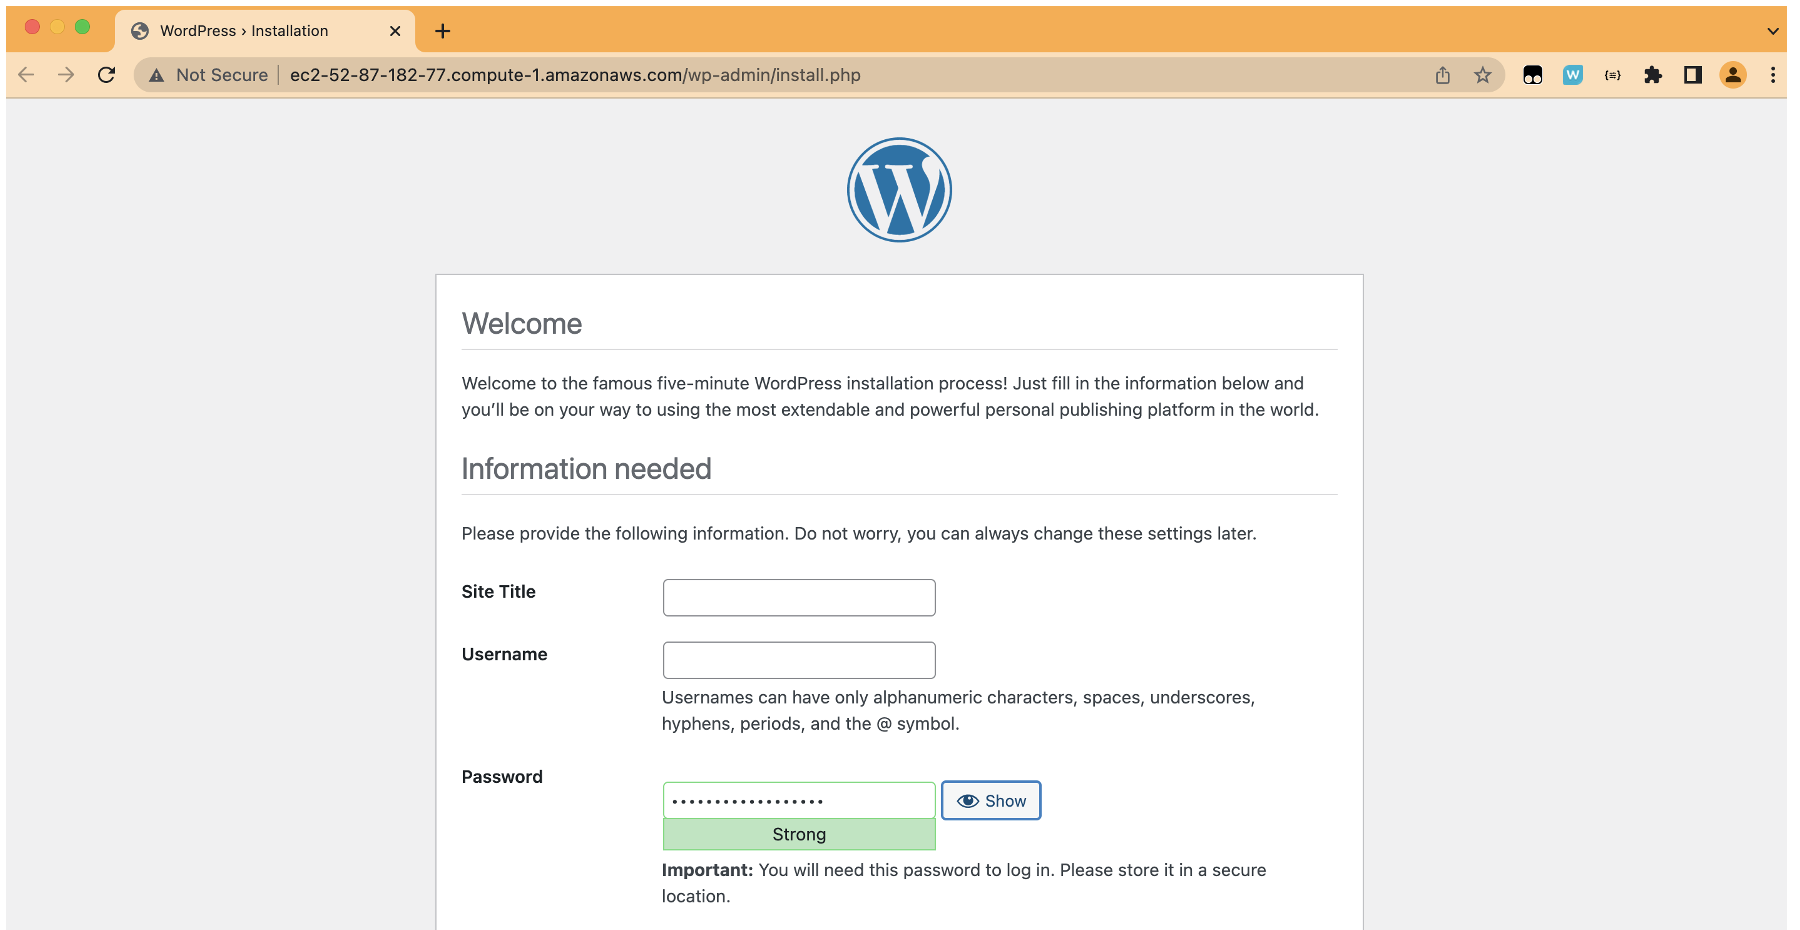 WordPress › Installation
Not Secure ec2-52-87-182-77.compute-1.amazonaws.com/wp-admin/install.php
Welcome
Welcome to the famous five-minute WordPress installation process! Just fill in the information below and
you’ll be on your way to using the most extendable and powerful personal publishing platform in the world.
Information needed
Please provide the following information. Do not worry, you can always change these settings later.
Site Title
Username
Usernames can have only alphanumeric characters, spaces, underscores,
hyphens, periods, and the @ symbol.
Password
•••••••••••••••••• Show
Strong
Important: You will need this password to log in. Please store it in a secure
location.